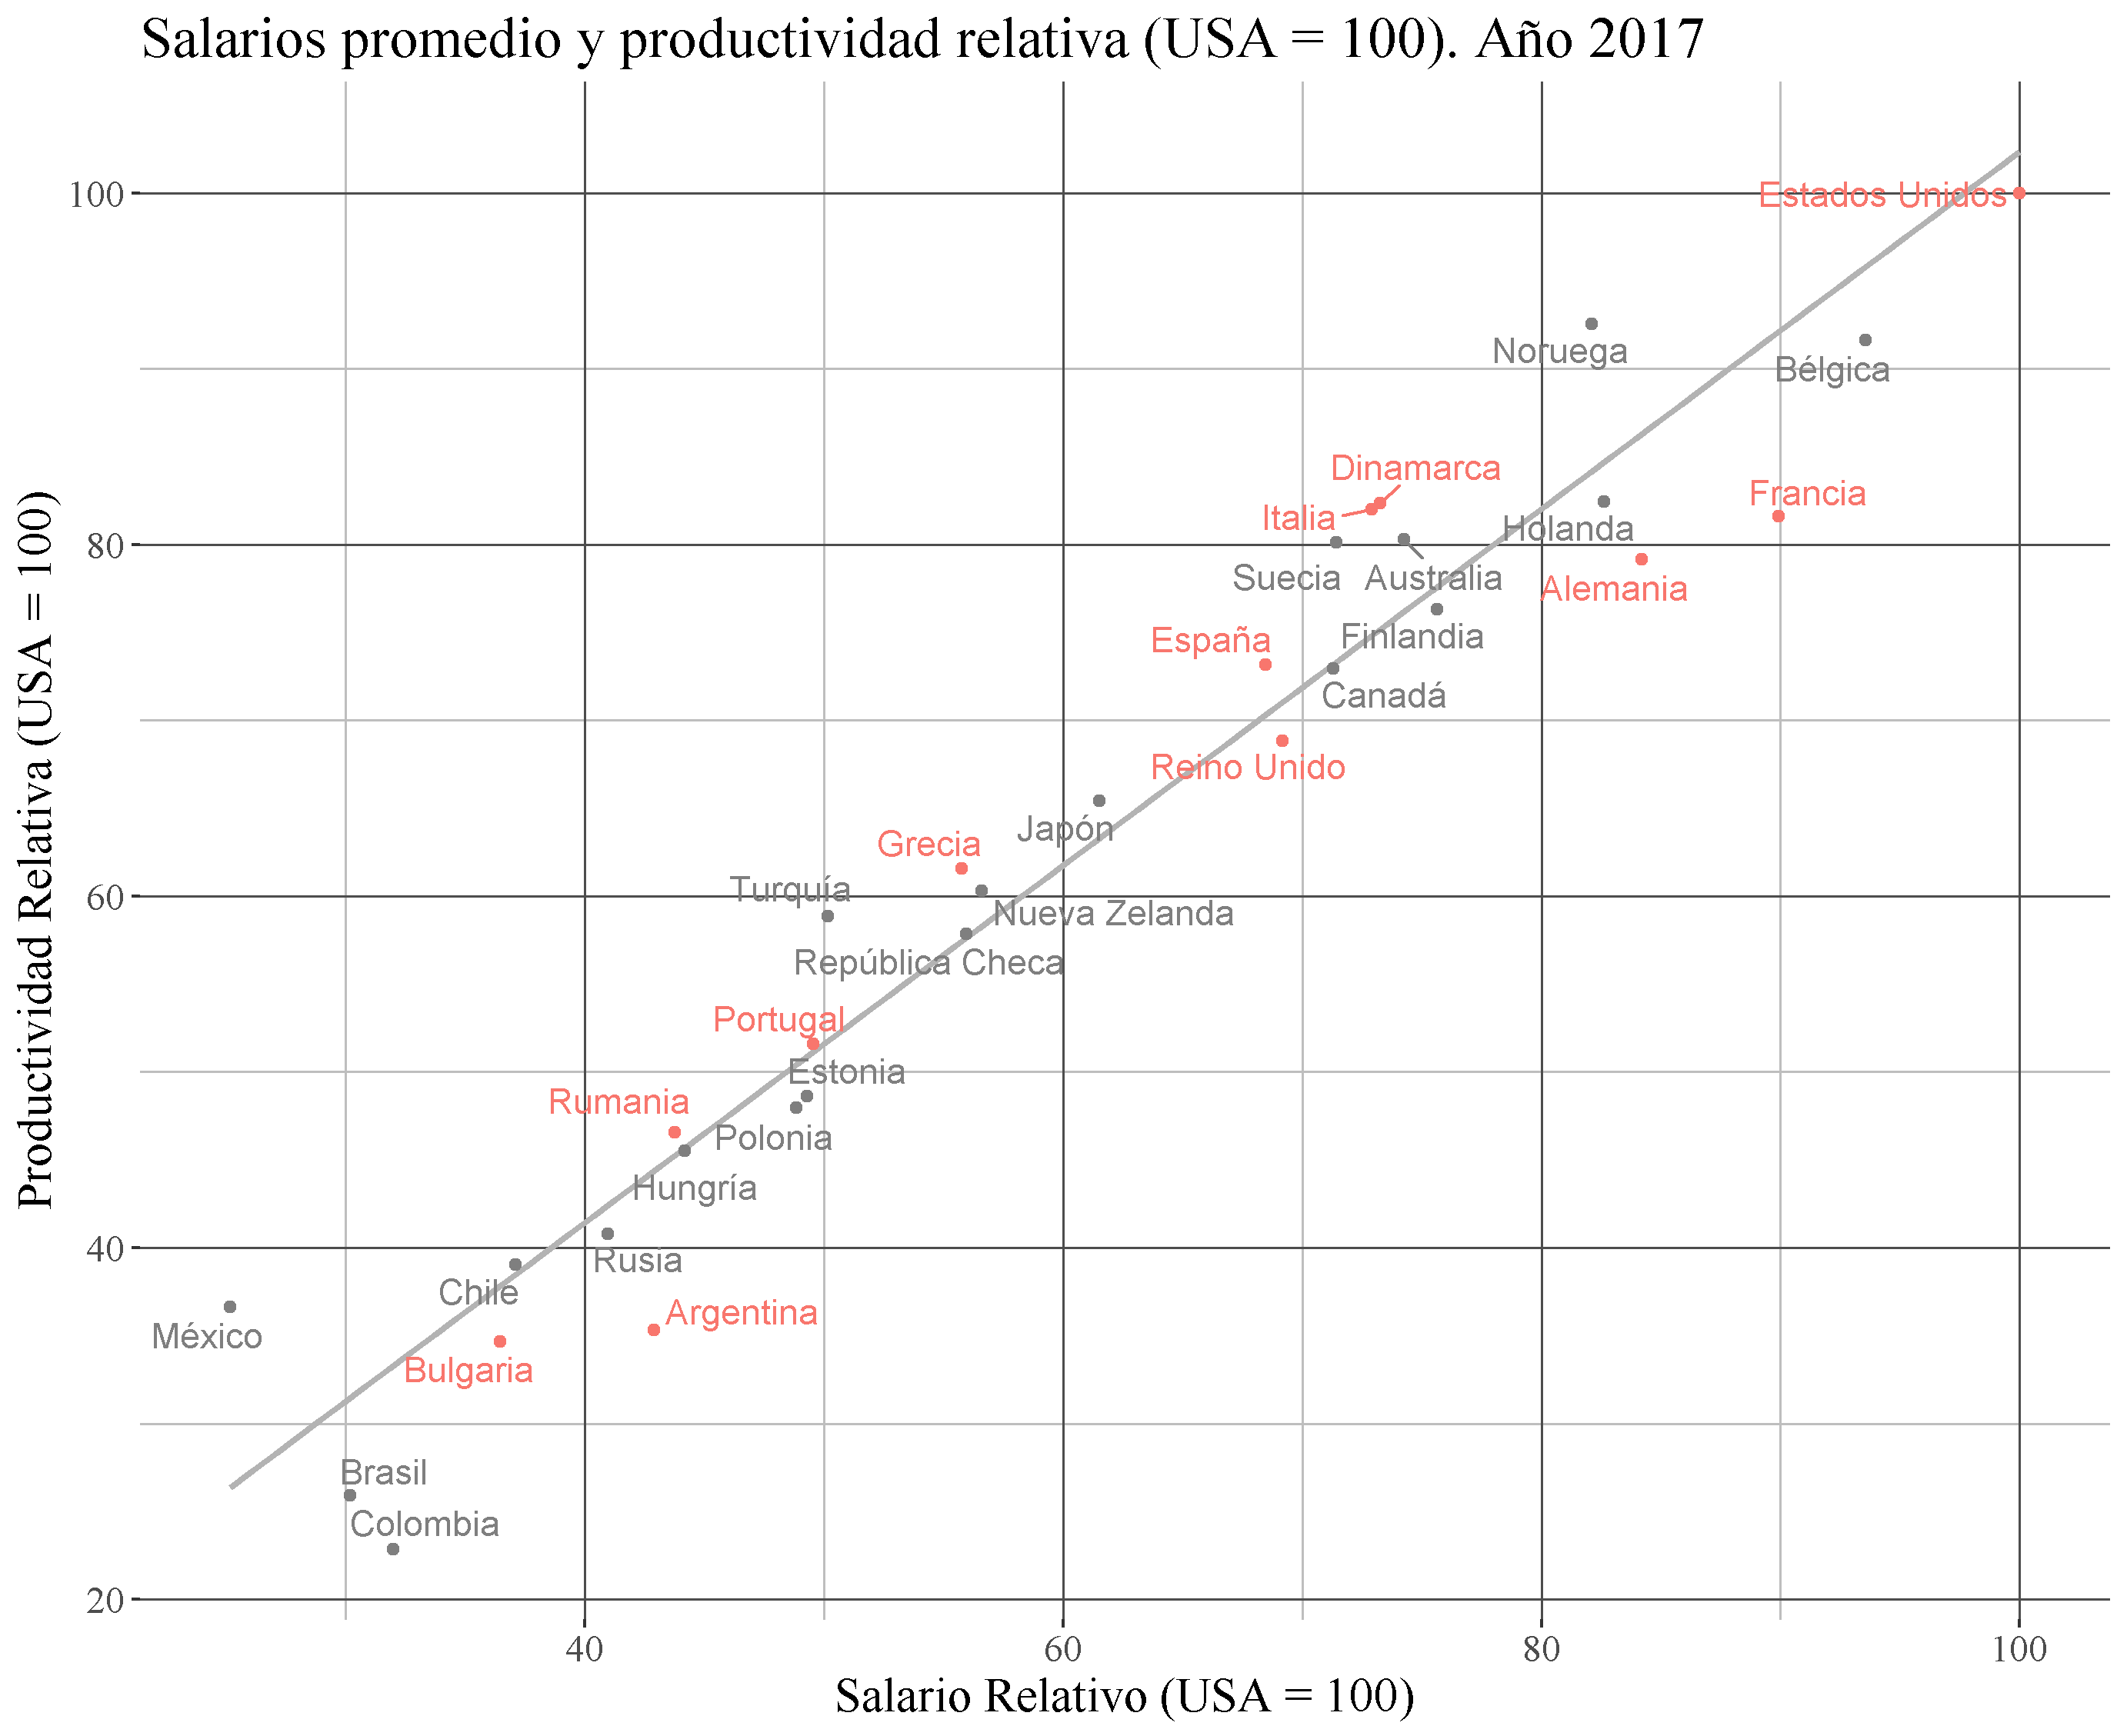 Salarios promedio y productividad relativa (USA = 100). Año 2017
Productividad Relativa (USA = 100)
100
80
60
40
20
Estados Unidos
Noruega
Bélgica
Dinamarca
Francia
Italia
Holanda
Suecia
Australia
Alemania
España
Finlandia
Canadá
Reino Unido
Japón
Grecia
Turquía
Nueva Zelanda
República Checa
Portugal
Estonia
Rumania
Polonia
Hungría
Rusia
Chile
Argentina
México
Bulgaria
Brasil
Colombia
40
60
80
100
Salario Relativo (USA = 100)